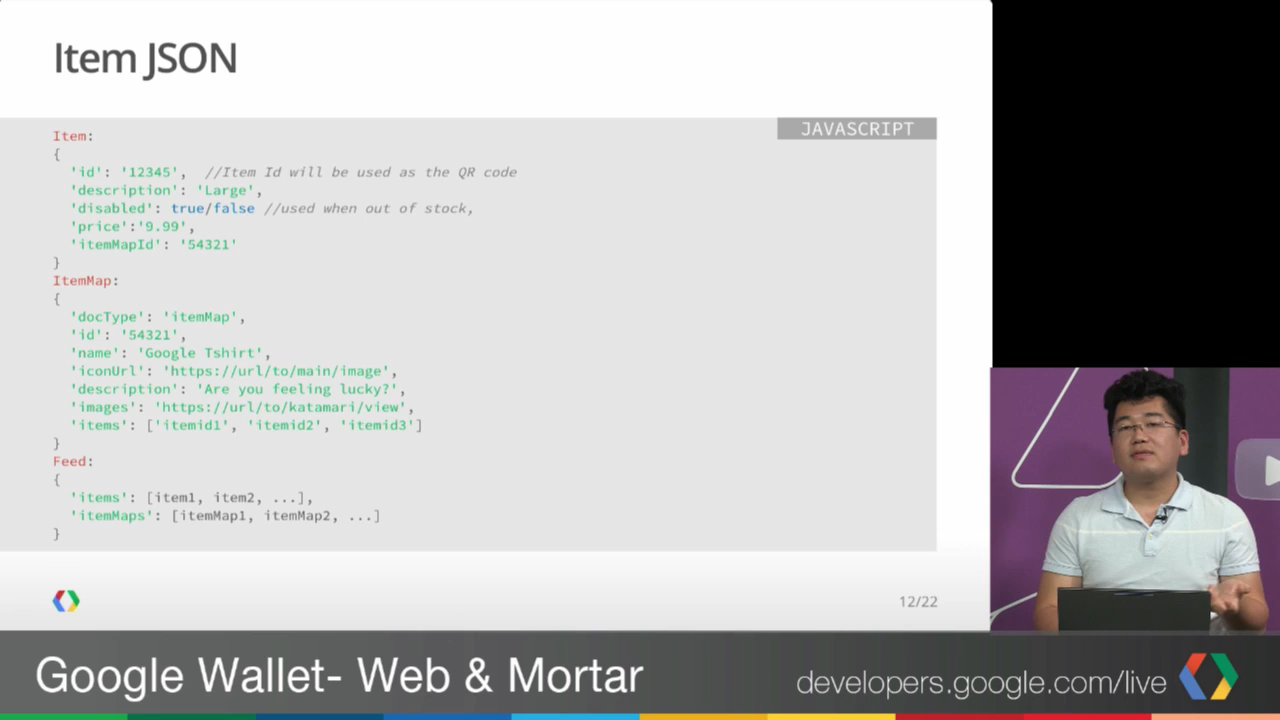 Item JSON
JAVASCRIPT
Item:
{
'id': '12345', //Item Id will be used as the QR code
'description': 'Large',
'disabled': true/false //used when out of stock,
'price':'9.99',
'itemMapId': '54321'
}
ItemMap:
{
'docType': 'itemMap',
'id': '54321',
'name': 'Google Tshirt',
'iconUrl': 'https://url/to/main/image',
'description': 'Are you feeling lucky?',
'images': 'https://url/to/katamari/view',
'items': ['itemid1', 'itemid2', 'itemid3']
}
Feed:
{
'items': [item1, item2, ...],
'itemMaps': [itemMap1, itemMap2, ...]
}
12/22
Google Wallet- Web & Mortar
developers.google.com/live